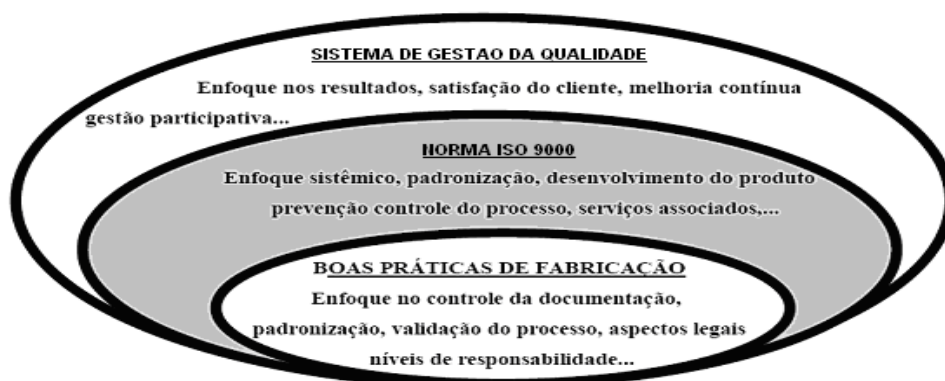 SISTEMA DE GESTAO DA QUALIDADE
Enfoque nos resultados, satisfação do cliente, melhoria contínua
gestão participativa...
NORMA ISO 9000
Enfoque sistêmico, padronização, desenvolvimento do produto
prevenção controle do processo, serviços associados,...
BOAS PRÁTICAS DE FABRICAÇÃO
Enfoque no controle da documentação,
padronização, validação do processo, aspectos legais
níveis de responsabilidade...